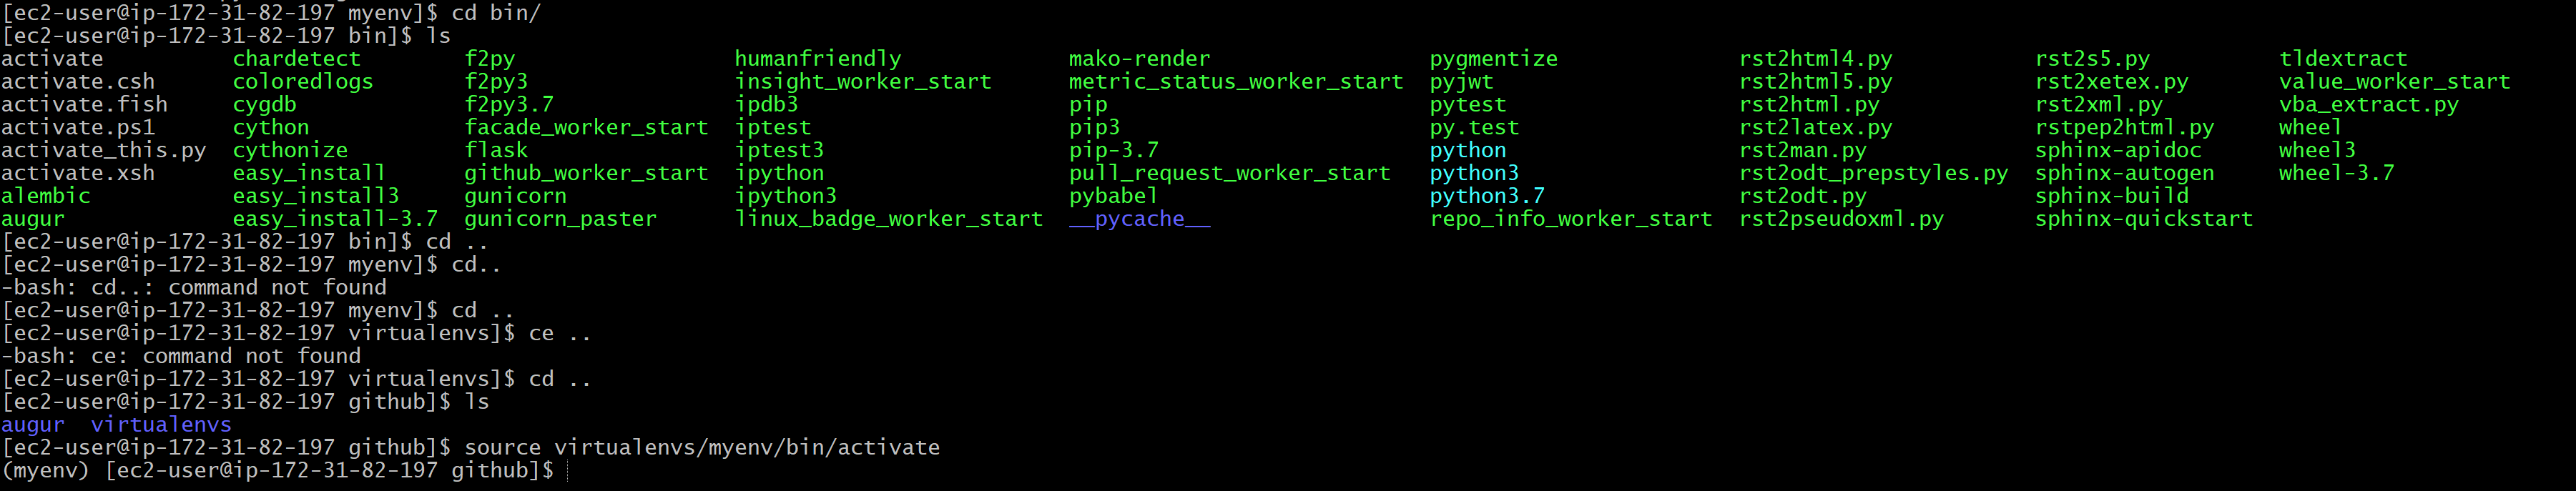 [ec2-user@ip-172-31-82-197 myenv]$ cd bin/
[ec2-user@ip-172-31-82-197 bin]$ ls
activate chardetect f2py humanfriendly mako-render pygmentize rst2html4.py rst2s5.py tldextract
activate.csh coloredlogs f2py3 insight_worker_start metric_status_worker_start pyjwt rst2html5.py rst2xetex.py value_worker_start
activate.fish cygdb f2py3.7 ipdb3 pip pytest rst2html.py rst2xml.py vba_extract.py
activate.ps1 cython facade_worker_start iptest pip3 py.test rst2latex.py rstpep2html.py wheel
activate_this.py cythonize flask iptest3 pip-3.7 python rst2man.py sphinx-apidoc wheel3
activate.xsh easy_install github_worker_start ipython pull_request_worker_start python3 rst2odt_prepstyles.py sphinx-autogen wheel-3.7
alembic easy_install3 gunicorn ipython3 pybabel python3.7 rst2odt.py sphinx-build
augur easy_install-3.7 gunicorn_paster linux_badge_worker_start __pycache__ repo_info_worker_start rst2pseudoxml.py sphinx-quickstart
[ec2-user@ip-172-31-82-197 bin]$ cd ..
[ec2-user@ip-172-31-82-197 myenv]$ cd..
-bash: cd..: command not found
[ec2-user@ip-172-31-82-197 myenv]$ cd ..
[ec2-user@ip-172-31-82-197 virtualenvs]$ ce ..
-bash: ce: command not found
[ec2-user@ip-172-31-82-197 virtualenvs]$ cd ..
[ec2-user@ip-172-31-82-197 github]$ ls
augur virtualenvs
[ec2-user@ip-172-31-82-197 github]$ source virtualenvs/myenv/bin/activate
(myenv) [ec2-user@ip-172-31-82-197 github]$